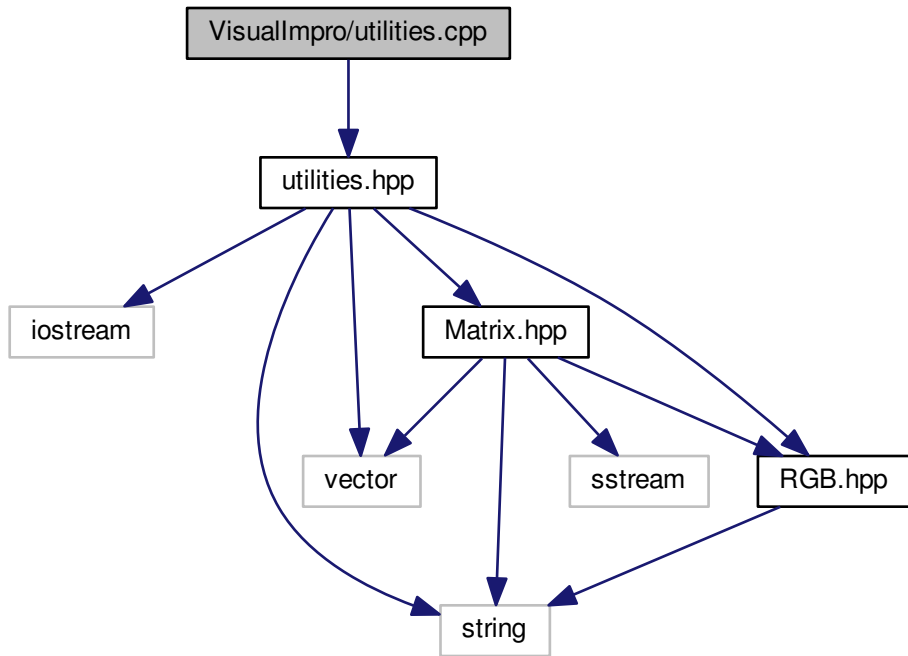 VisualImpro/utilities.cpp
utilities.hpp
iostream
Matrix.hpp
vector
sstream
RGB.hpp
string